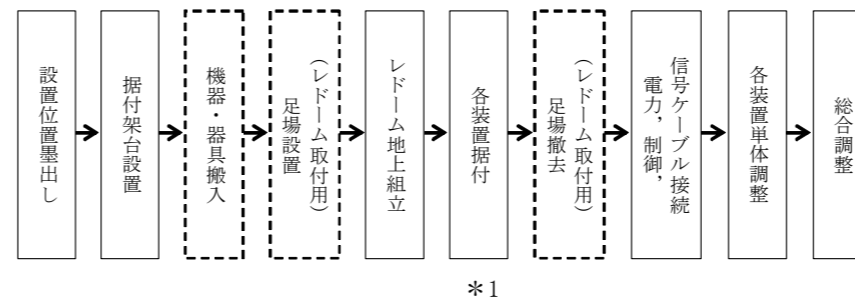 設置位置墨出し
据付架台設置
機器・器具搬入
(レドーム取付用)
足場設置
レドーム地上組立
各装置据付
(レドーム取付用)
足場撤去
信号ケーブル接続
電力,制御,
各装置単体調整
総合調整
*1